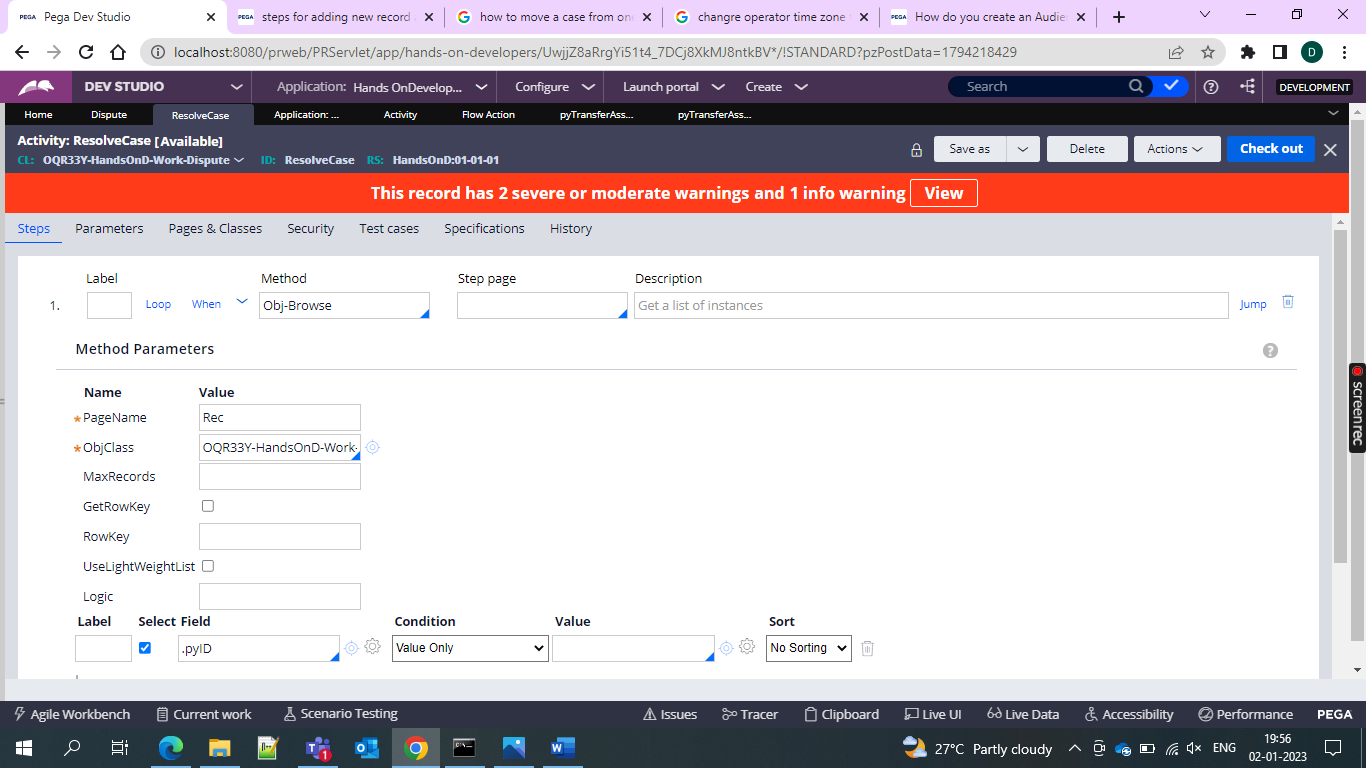 PEGA Pega Dev Studio
PEGA steps for adding new record
how to move a case from on
changre operator time zone
PEGA How do you create an Audie
localhost:8080/prweb/PRServlet/app/hands-on-developers/UwjjZ8aRrgYi51t4_7DCj8XkMJ8ntkBV*/!STANDARD?pzPostData=1794218429
D
DEV STUDIO
Application: Hands OnDevelop...
Configure
Launch portal
Create
Search
DEVELOPMENT
Home
Dispute
ResolveCase
Application: ...
Activity
Flow Action
pyTransferAss...
pyTransferAss...
Activity: ResolveCase [Available]
CL: OQR33Y-HandsOnD-Work-Dispute
ID: ResolveCase
RS: HandsOnD:01-01-01
Save as
Delete
Actions
Check out
This record has 2 severe or moderate warnings and 1 info warning
View
Steps
Parameters
Pages & Classes
Security
Test cases
Specifications
History
Label
Method
Step page
Description
1.
Loop
When
Obj-Browse
Get a list of instances
Jump
Method Parameters
?
Name
Value
*PageName
Rec
*ObjClass
OQR33Y-HandsOnD-Work-
MaxRecords
GetRowKey
RowKey
UseLightWeightList
Logic
Label
Select
Field
Condition
Value
Sort
.pyID
Value Only
No Sorting
screenrec
Agile Workbench
Current work
Scenario Testing
Issues
Tracer
Clipboard
Live UI
Live Data
Accessibility
Performance
PEGA
1
27°C Partly cloudy
ENG
19:56
02-01-2023